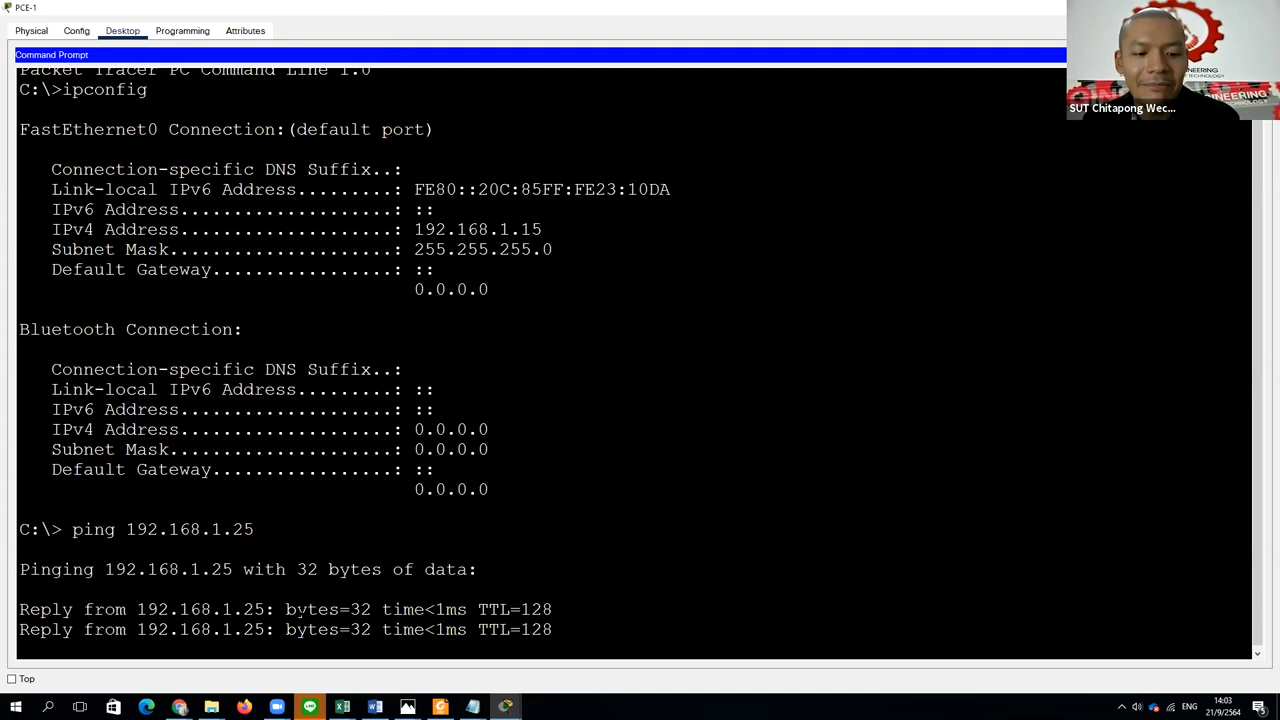 PCE-1
Physical Config Desktop Programming Attributes
Command Prompt
Packet Tracer PC Command Line 1.0
C:\>ipconfig
FastEthernet0 Connection:(default port)
Connection-specific DNS Suffix..:
Link-local IPv6 Address.........: FE80::20C:85FF:FE23:10DA
IPv6 Address....................: ::
IPv4 Address....................: 192.168.1.15
Subnet Mask.....................: 255.255.255.0
Default Gateway.................: ::
0.0.0.0
Bluetooth Connection:
Connection-specific DNS Suffix..:
Link-local IPv6 Address.........: ::
IPv6 Address....................: ::
IPv4 Address....................: 0.0.0.0
Subnet Mask.....................: 0.0.0.0
Default Gateway.................: ::
0.0.0.0
C:\> ping 192.168.1.25
Pinging 192.168.1.25 with 32 bytes of data:
Reply from 192.168.1.25: bytes=32 time<1ms TTL=128
Reply from 192.168.1.25: bytes=32 time<1ms TTL=128
Top
SUT Chitapong Wec...
ENG
14:03
21/9/2564
5